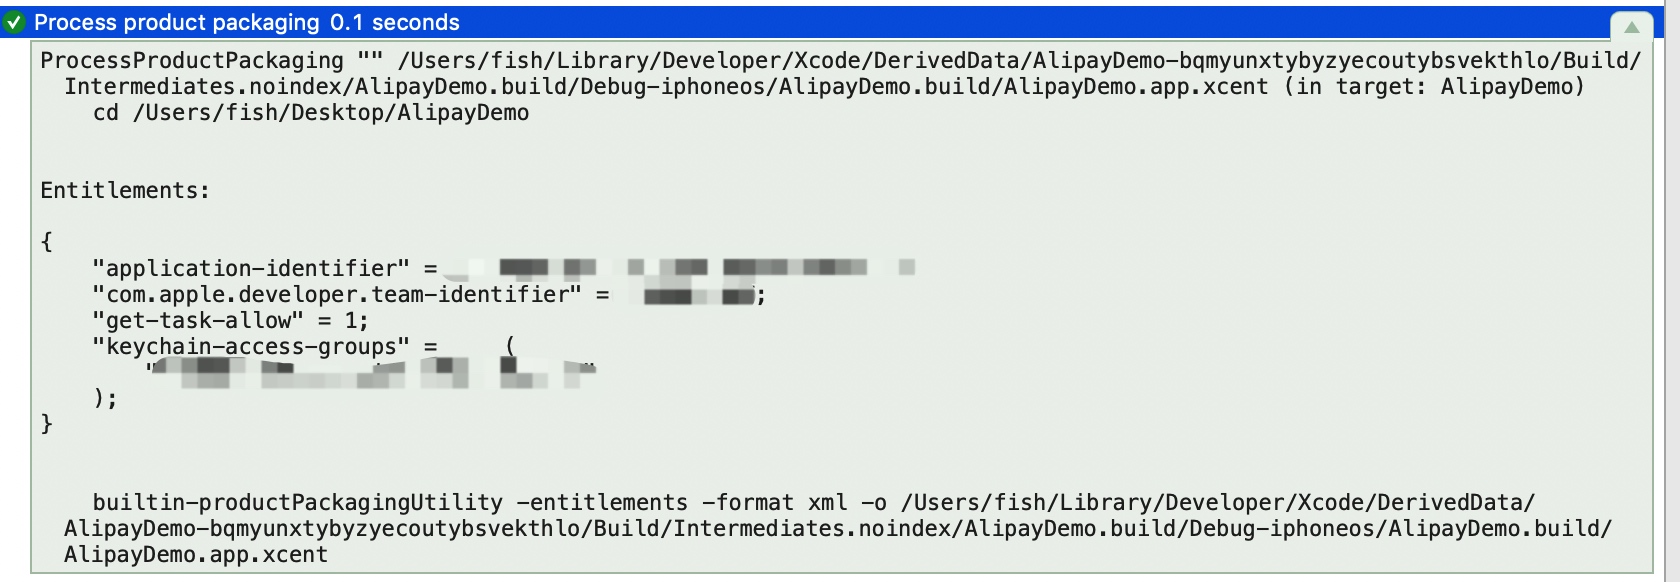 Process product packaging 0.1 seconds
ProcessProductPackaging "" /Users/fish/Library/Developer/Xcode/DerivedData/AlipayDemo-bqmyunxtybyzyecoutybsvekthlo/Build/
Intermediates.noindex/AlipayDemo.build/Debug-iphoneos/AlipayDemo.build/AlipayDemo.app.xcent (in target: AlipayDemo)
cd /Users/fish/Desktop/AlipayDemo
Entitlements:
{
"application-identifier" =
"com.apple.developer.team-identifier" = ;
"get-task-allow" = 1;
"keychain-access-groups" = (
" "
);
}
builtin-productPackagingUtility -entitlements -format xml -o /Users/fish/Library/Developer/Xcode/DerivedData/
AlipayDemo-bqmyunxtybyzyecoutybsvekthlo/Build/Intermediates.noindex/AlipayDemo.build/Debug-iphoneos/AlipayDemo.build/
AlipayDemo.app.xcent